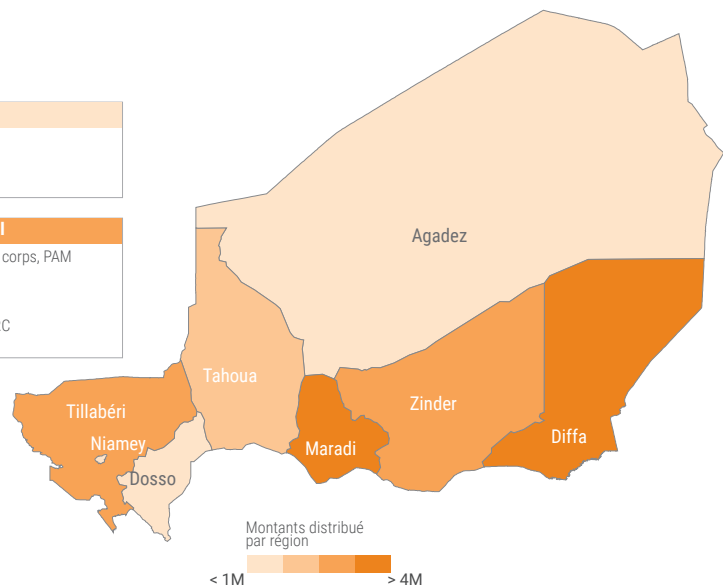 I
corps, PAM
C
Agadez
Tahoua
Zinder
Tillabéri
Niamey
Maradi
Diffa
Dosso
Montants distribué
par région
< 1M
> 4M